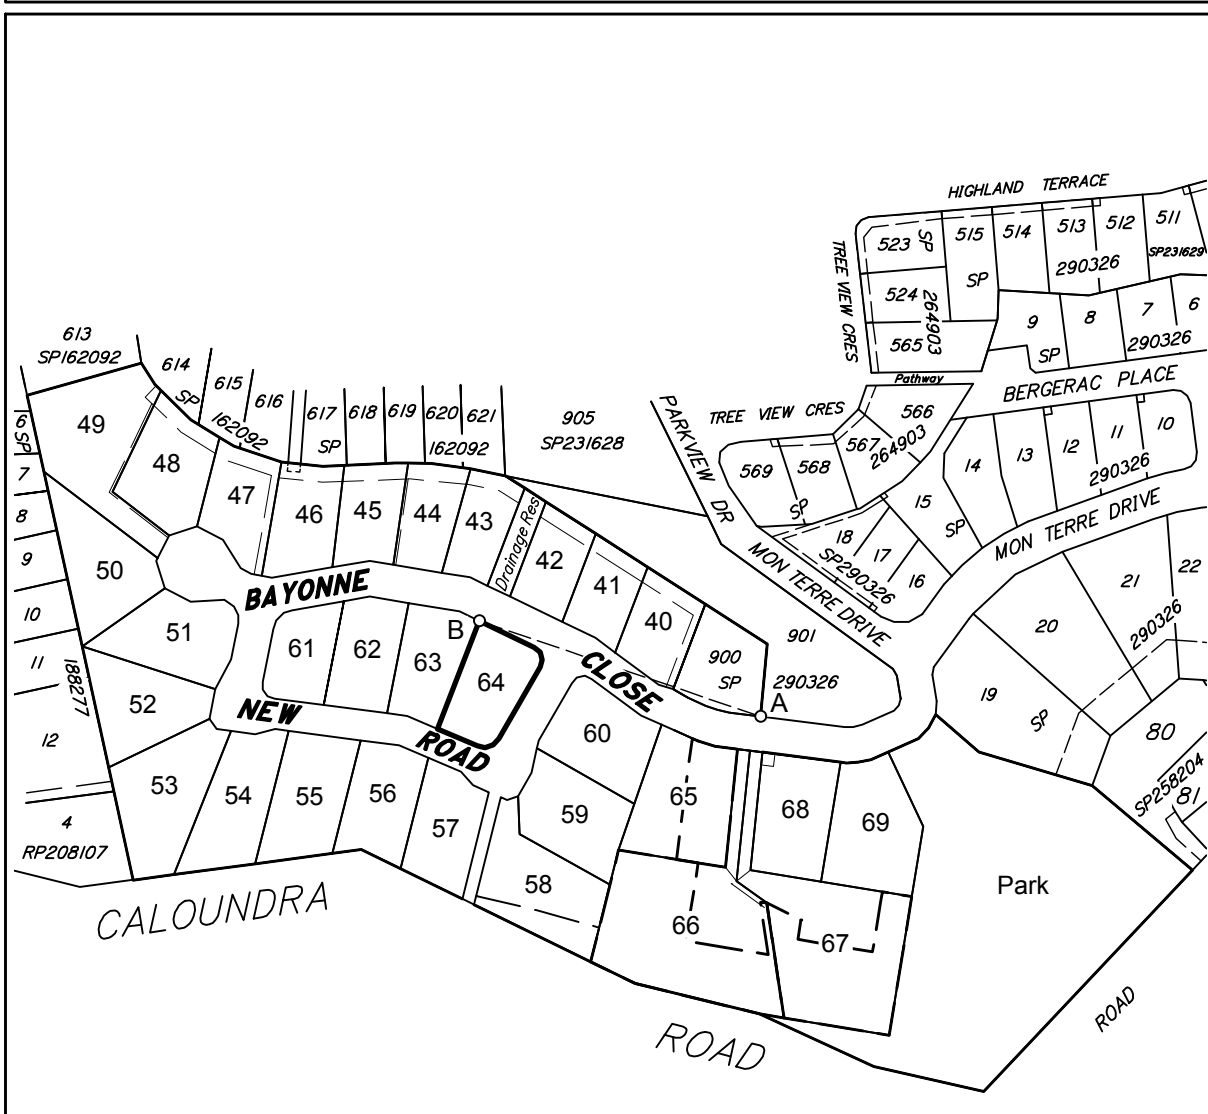 HIGHLAND TERRACE
523 SP 515 514 513 512 511
SP 290326 SP231629
TREE VIEW CRES
524 264903
565
9 8 7 6
SP 290326
Pathway
BERGERAC PLACE
613
SP162092
614 615 616 617 618 619 620 621
SP 162092 SP 162092
905
SP231628
PARKVIEW DR
TREE VIEW CRES
566
567 264903
569 568
SP
14 13 12 11 10
290326
15 SP
MON TERRE DRIVE
18 17 16
SP290326
MON TERRE DRIVE
6
SP
7
8
9
10
11
188277
12
4
RP208107
49
48
47
46
45
44
43
Drainage Res
42
41
40
900
SP 290326
901
A
B
BAYONNE
CLOSE
50
51
52
53
61
62
63
64
NEW
ROAD
54
55
56
57
58
59
60
65
66
67
68
69
19
SP
20
21
22
290326
80
SP258204
81
Park
CALOUNDRA
ROAD
ROAD